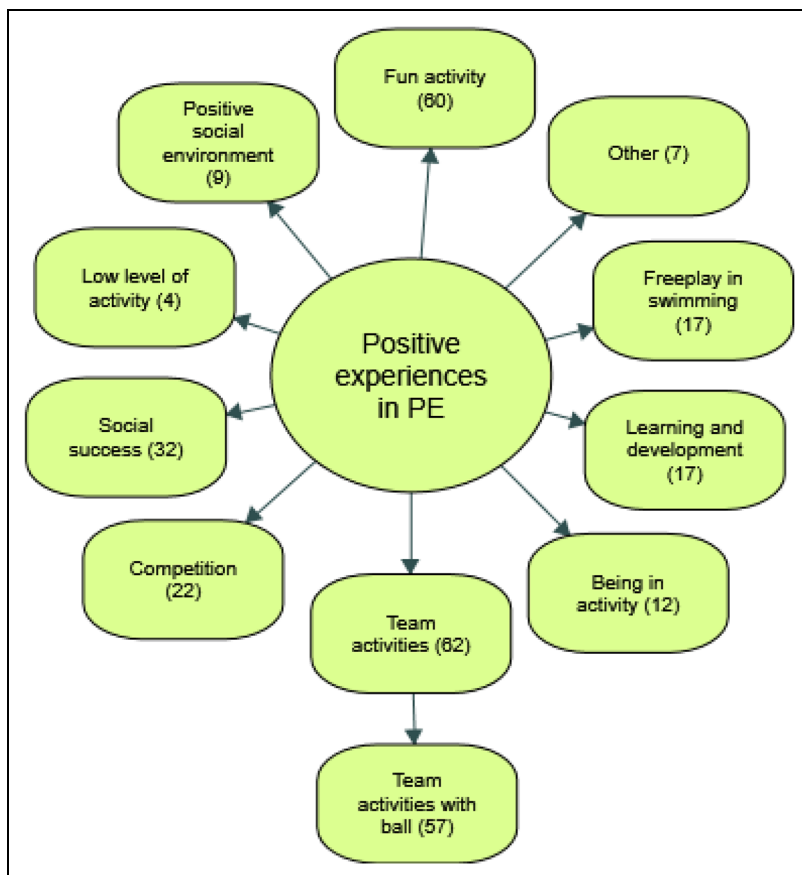 Fun activity
(60)
Positive
social
environment
(9)
Other (7)
Low level of
activity (4)
Freeplay in
swimming
(17)
Positive
experiences
in PE
Social
success (32)
Learning and
development
(17)
Competition
(22)
Being in
activity (12)
Team
activities (62)
Team
activities with
ball (57)